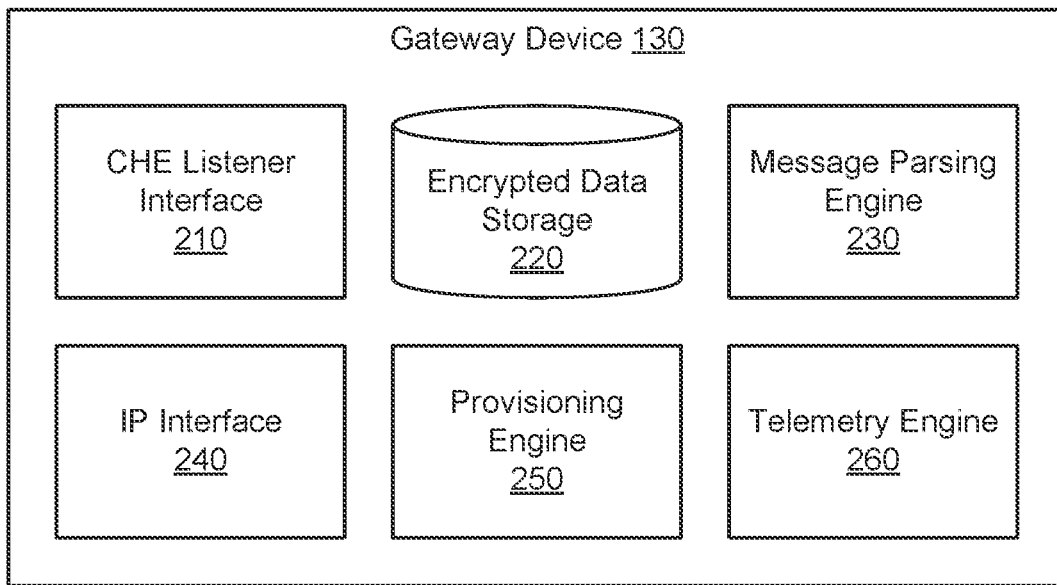 Gateway Device 130
CHE Listener
Interface
210
Encrypted Data
Storage
220
Message Parsing
Engine
230
IP Interface
240
Provisioning
Engine
250
Telemetry Engine
260